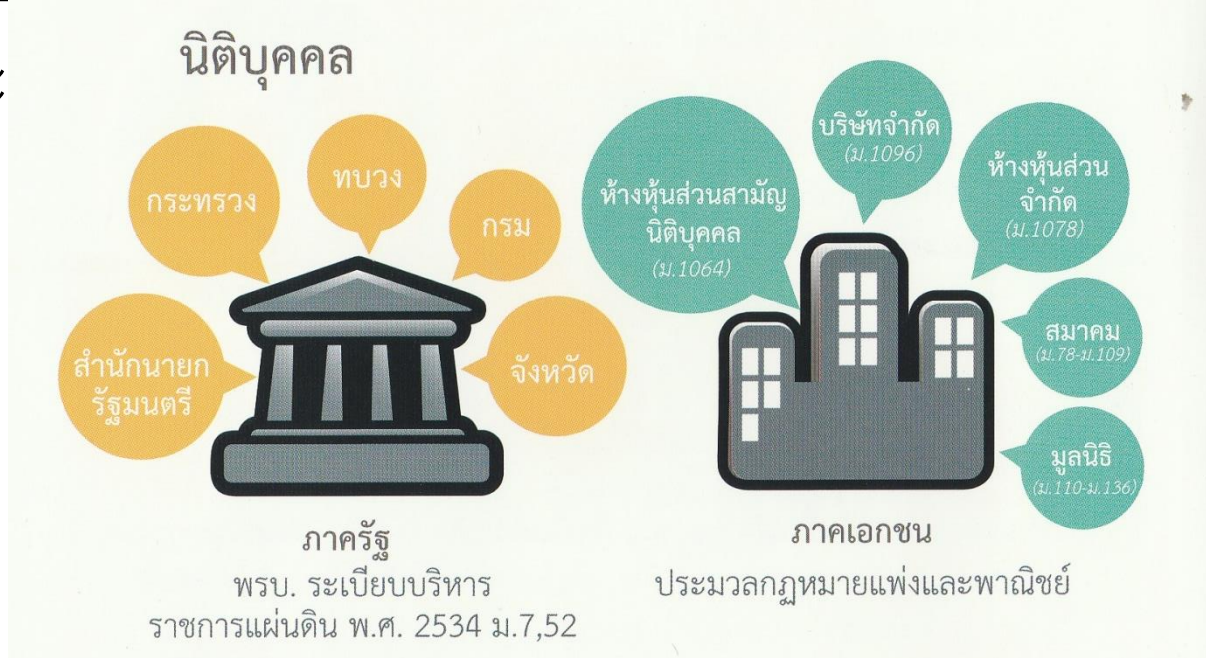 นิติบุคคล
กระทรวง
ทบวง
กรม
สำนักนายก
รัฐมนตรี
จังหวัด
ภาครัฐ
พรบ. ระเบียบบริหาร
ราชการแผ่นดิน พ.ศ. 2534 ม.7,52
ห้างหุ้นส่วนสามัญ
นิติบุคคล
(ม.1064)
บริษัทจำกัด
(ม.1096)
ห้างหุ้นส่วน
จำกัด
(ม.1078)
สมาคม
(ม.78-ม.109)
มูลนิธิ
(ม.110-ม.136)
ภาคเอกชน
ประมวลกฎหมายแพ่งและพาณิชย์